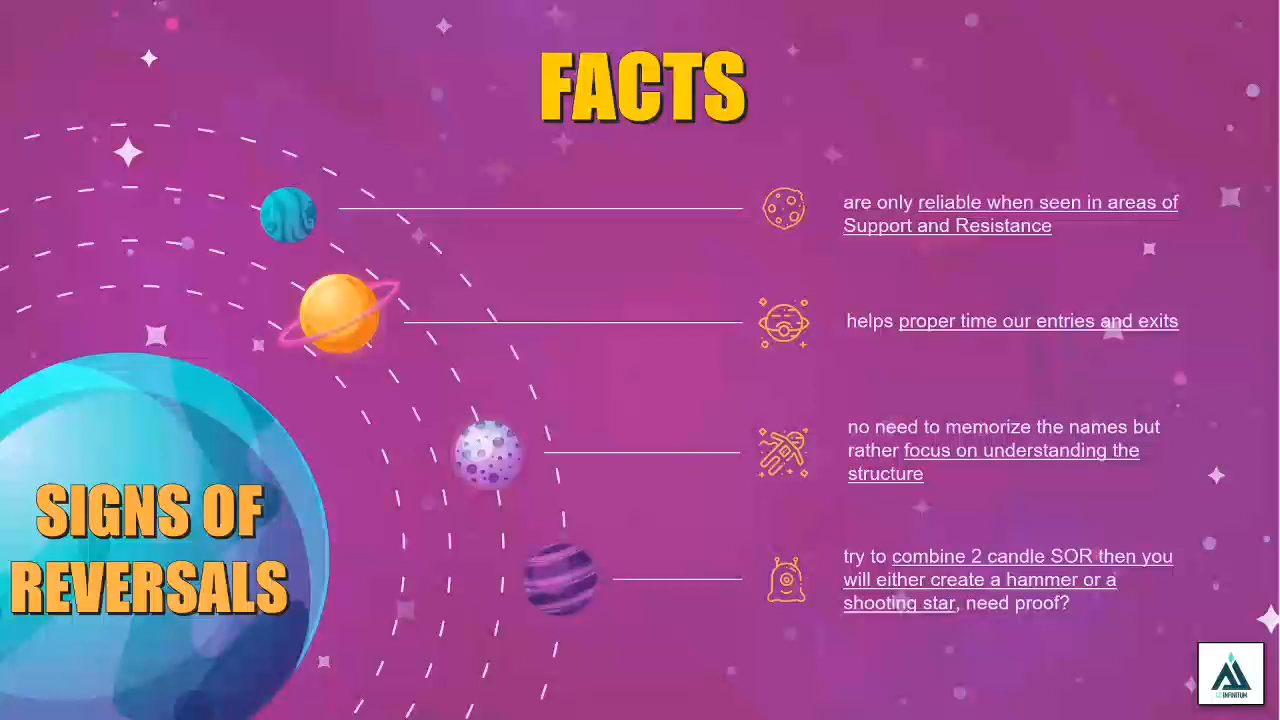 FACTS
are only reliable when seen in areas of
Support and Resistance
helps proper time our entries and exits
no need to memorize the names but
rather focus on understanding the
structure
try to combine 2 candle SOR then you
will either create a hammer or a
shooting star, need proof?
SIGNS OF
REVERSALS
INFINITUM